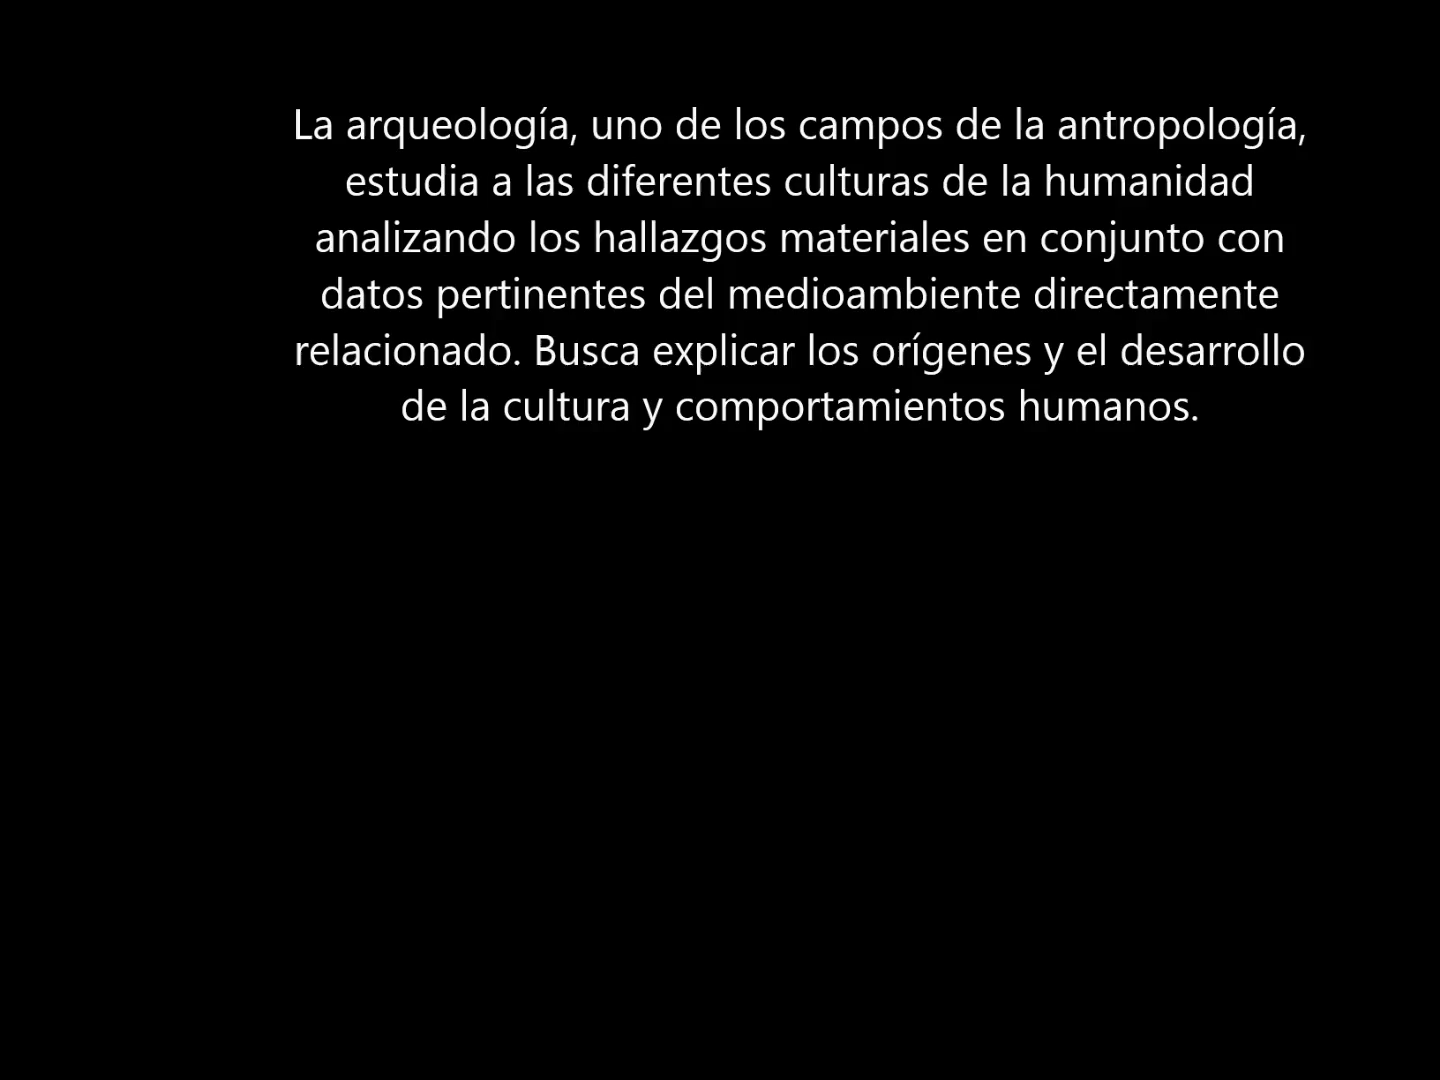 La arqueología, uno de los campos de la antropología,
estudia a las diferentes culturas de la humanidad
analizando los hallazgos materiales en conjunto con
datos pertinentes del medioambiente directamente
relacionado. Busca explicar los orígenes y el desarrollo
de la cultura y comportamientos humanos.